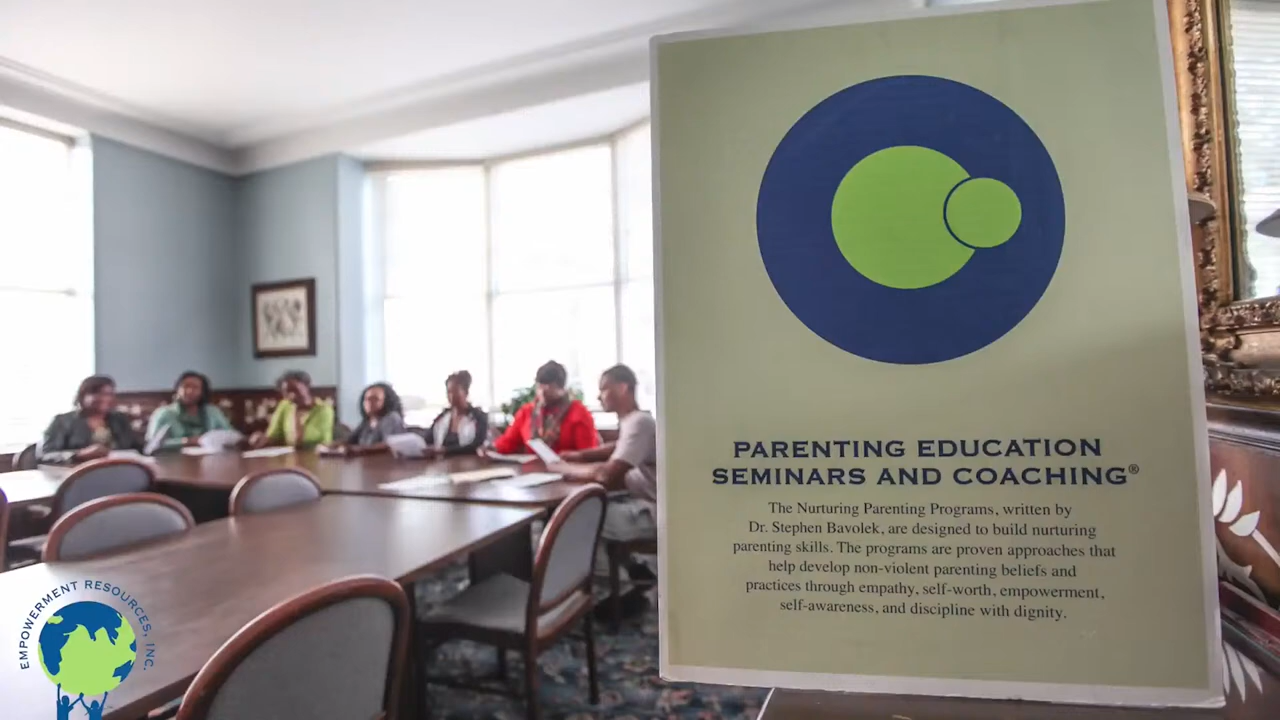 PARENTING EDUCATION
SEMINARS AND COACHING®
The Nurturing Parenting Programs, written by
Dr. Stephen Bavolek, are designed to build nurturing
parenting skills. The programs are proven approaches that
help develop non-violent parenting beliefs and
practices through empathy, self-worth, empowerment,
self-awareness, and discipline with dignity.
EMPOWERMENT RESOURCES, INC.